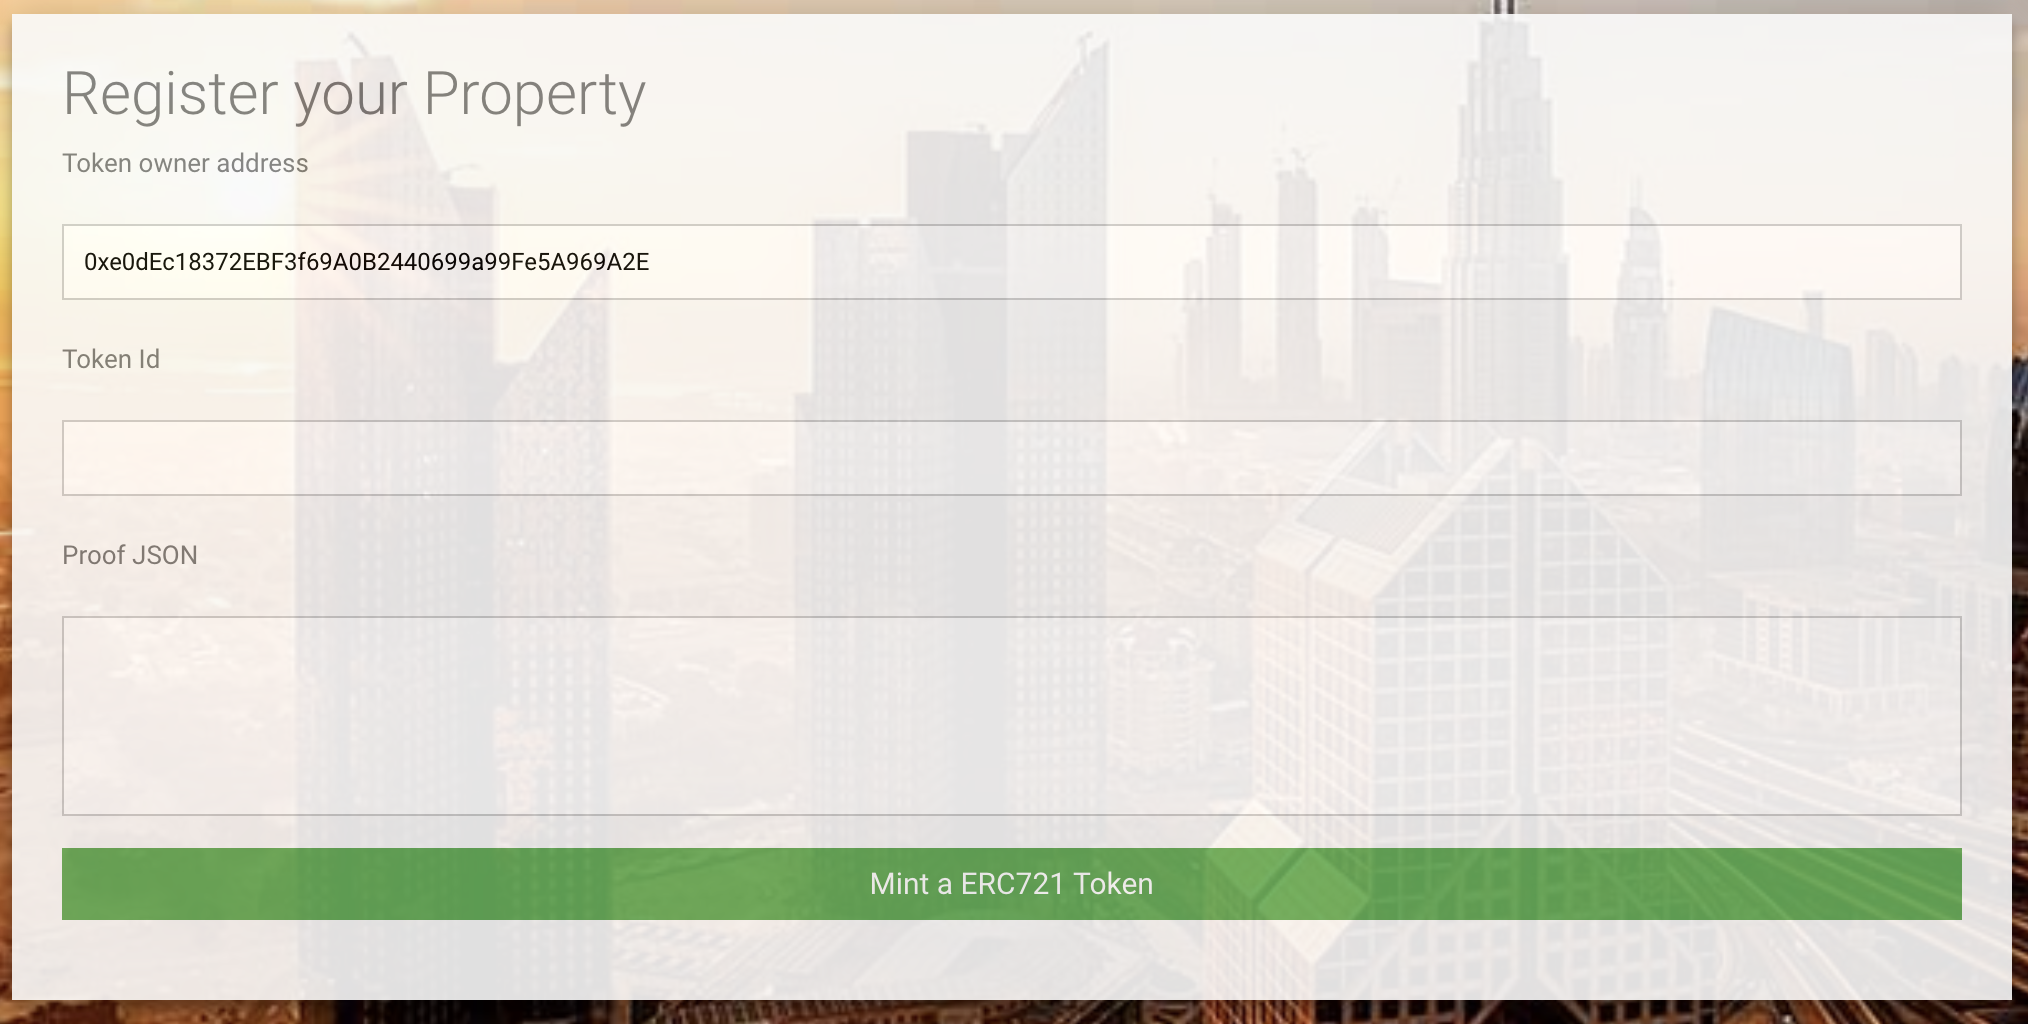 Register your Property
Token owner address
0xe0dEc18372EBF3f69A0B2440699a99Fe5A969A2E
Token Id
Proof JSON
Mint a ERC721 Token